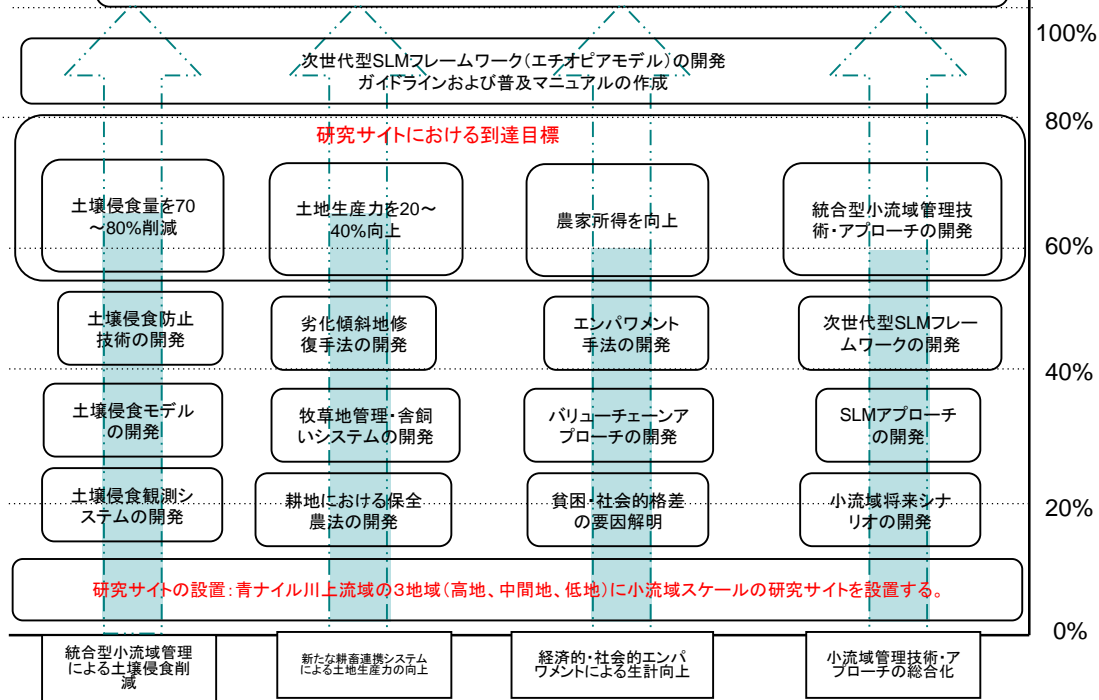 100%
次世代型SLMフレームワーク(エチオピアモデル)の開発
ガイドラインおよび普及マニュアルの作成
80%
研究サイトにおける到達目標
土壌侵食量を70
~80%削減
土地生産力を20~
40%向上
農家所得を向上
統合型小流域管理技
術・アプローチの開発
60%
土壌侵食防止
技術の開発
劣化傾斜地修
復手法の開発
エンパワメント
手法の開発
次世代型SLMフレー
ムワークの開発
40%
土壌侵食モデル
の開発
牧草地管理・舎飼
いシステムの開発
バリューチェーンア
プローチの開発
SLMアプローチ
の開発
土壌侵食観測シ
ステムの開発
耕地における保全
農法の開発
貧困・社会的格差
の要因解明
小流域将来シナ
リオの開発
20%
研究サイトの設置:青ナイル川上流域の3地域(高地、中間地、低地)に小流域スケールの研究サイトを設置する。
0%
統合型小流域管理
による土壌侵食削
減
新たな耕畜連携システム
による土地生産力の向上
経済的・社会的エンパ
ワメントによる生計向上
小流域管理技術・ア
プローチの総合化